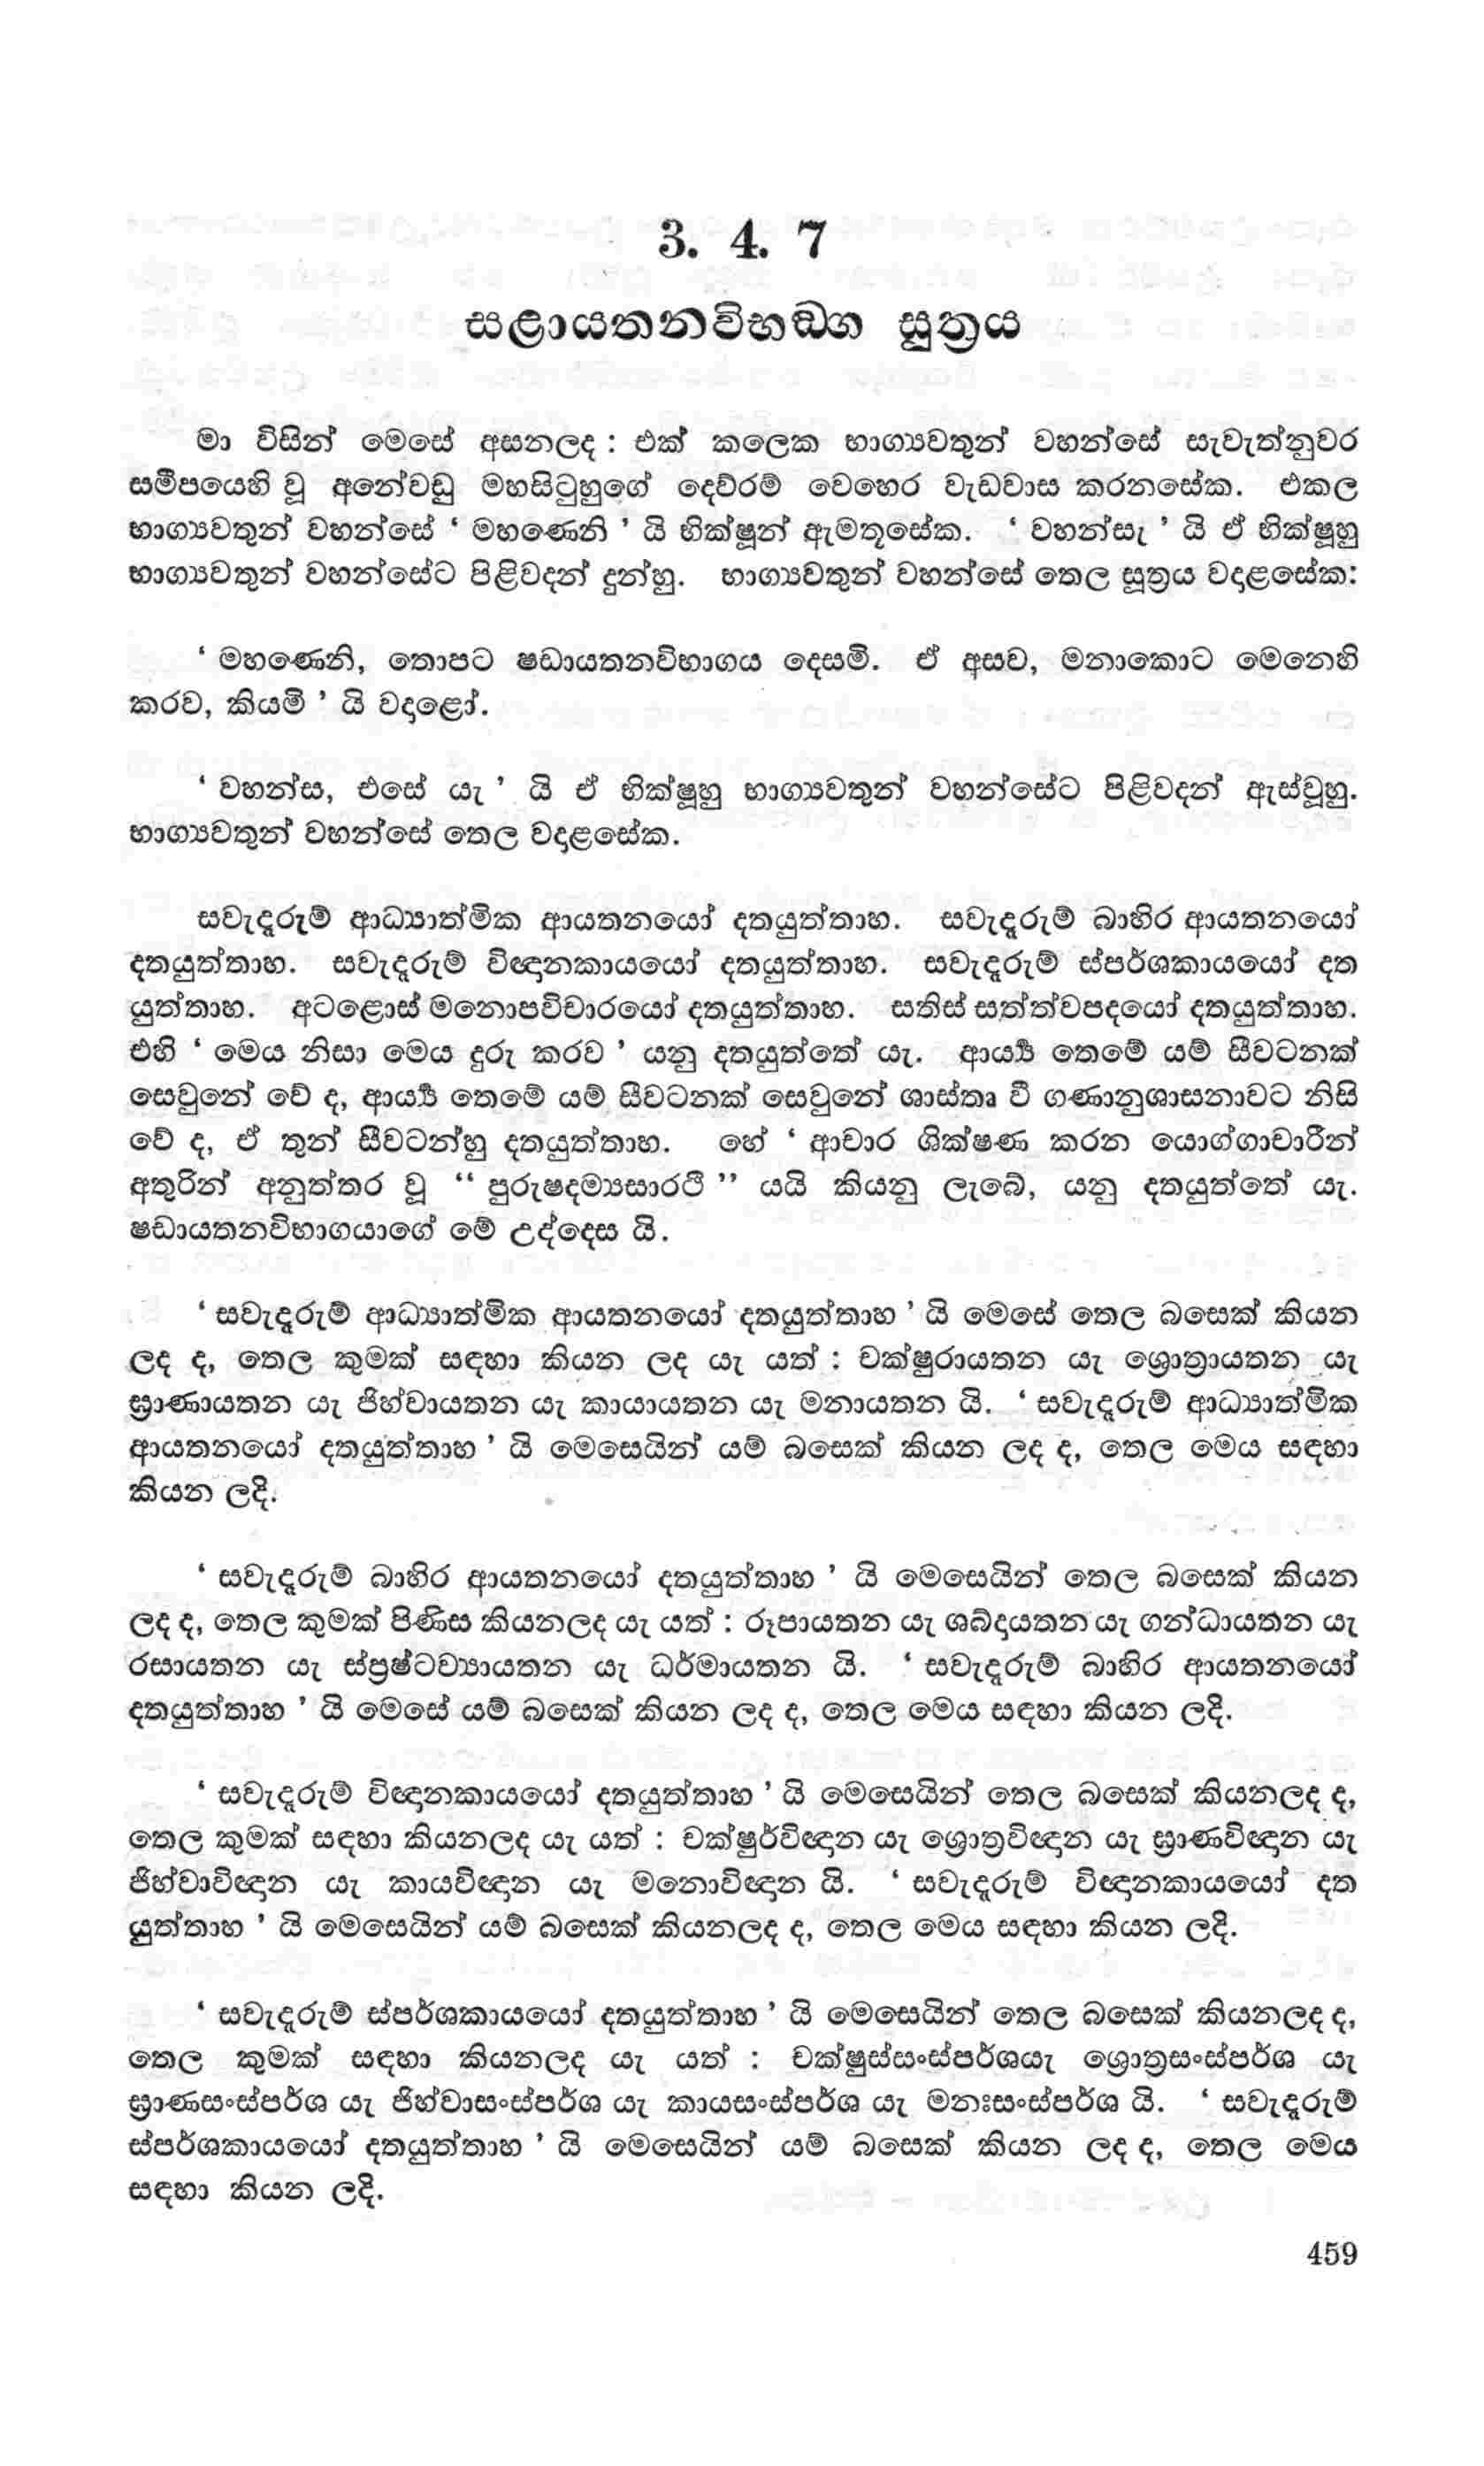 3. 4. 7
සළායතනවිභඞ්ග සූත්‍රය
මා විසින් මෙසේ අසනලද : එක් කලෙක භාග්‍යවතුන් වහන්සේ සැවැත්නුවර
සමීපයෙහි වූ අනේවඩු මහසිටුහුගේ දෙව්රම් වෙහෙර වැඩවාස කරනසේක. එකල
භාග්‍යවතුන් වහන්සේ ‘ මහණෙනි ’ යි භික්ෂූන් ඇමතූසේක. ‘ වහන්සැ ’ යි ඒ භික්ෂූහු
භාග්‍යවතුන් වහන්සේට පිළිවදන් දුන්හු. භාග්‍යවතුන් වහන්සේ තෙල සූත්‍රය වදාළසේක:
‘ මහණෙනි, තොපට ෂඩායතනවිභාගය දෙසමි. ඒ අසව, මනාකොට මෙනෙහි
කරව, කියමි ’ යි වදාළෝ.
‘ වහන්ස, එසේ යැ ’ යි ඒ භික්ෂූහු භාග්‍යවතුන් වහන්සේට පිළිවදන් ඇස්වූහු.
භාග්‍යවතුන් වහන්සේ තෙල වදාළසේක.
සවැදෑරුම් ආධ්‍යාත්මික ආයතනයෝ දතයුත්තාහ. සවැදෑරුම් බාහිර ආයතනයෝ
දතයුත්තාහ. සවැදෑරුම් විඥානකායයෝ දතයුත්තාහ. සවැදෑරුම් ස්පර්ශකායයෝ දත
යුත්තාහ. අටළොස් මනොපවිචාරයෝ දතයුත්තාහ. සතිස් සත්ත්වපදයෝ දතයුත්තාහ.
එහි ‘ මෙය නිසා මෙය දුරු කරව ’ යනු දතයුත්තේ යැ. ආර්‍ය්‍ය තෙමේ යම් සිවටනක්
සෙවුනේ වේ ද, ආර්‍ය්‍ය තෙමේ යම් සිවටනක් සෙවුනේ ශාස්තෘ වී ගණානුශාසනාවට නිසි
වේ ද, ඒ තුන් සිවටන්හු දතයුත්තාහ. හේ ‘ ආචාර ශික්ෂණ කරන යොග්ගාචාරීන්
අතුරින් අනුත්තර වූ “ පුරුෂදම්‍යසාරථි ” යයි කියනු ලැබේ, යනු දතයුත්තේ යැ.
ෂඩායතනවිභාගයාගේ මේ උද්දෙස යි.
‘ සවැදෑරුම් ආධ්‍යාත්මික ආයතනයෝ දතයුත්තාහ ’ යි මෙසේ තෙල බසෙක් කියන
ලද ද, තෙල කුමක් සඳහා කියන ලද යැ යත් : චක්ෂුරායතන යැ ශ්‍රොත්‍රායතන යැ
ඝ්‍රාණායතන යැ ජිහ්වායතන යැ කායායතන යැ මනායතන යි. ‘ සවැදෑරුම් ආධ්‍යාත්මික
ආයතනයෝ දතයුත්තාහ ’ යි මෙසෙයින් යම් බසෙක් කියන ලද ද, තෙල මෙය සඳහා
කියන ලදි.
‘ සවැදෑරුම් බාහිර ආයතනයෝ දතයුත්තාහ ’ යි මෙසෙයින් තෙල බසෙක් කියන
ලද ද, තෙල කුමක් පිණිස කියනලද යැ යත් : රූපායතන යැ ශබ්දායතන යැ ගන්ධායතන යැ
රසායතන යැ ස්ප්‍රෂ්ටව්‍යායතන යැ ධර්මායතන යි. ‘ සවැදෑරුම් බාහිර ආයතනයෝ
දතයුත්තාහ ’ යි මෙසේ යම් බසෙක් කියන ලද ද, තෙල මෙය සඳහා කියන ලදි.
‘ සවැදෑරුම් විඥානකායයෝ දතයුත්තාහ ’ යි මෙසෙයින් තෙල බසෙක් කියනලද ද,
තෙල කුමක් සඳහා කියනලද යැ යත් : චක්ෂුර්විඥාන යැ ශ්‍රොත්‍රවිඥාන යැ ඝ්‍රාණවිඥාන යැ
ජිහ්වාවිඥාන යැ කායවිඥාන යැ මනොවිඥාන යි. ‘ සවැදෑරුම් විඥානකායයෝ දත
යුත්තාහ ’ යි මෙසෙයින් යම් බසෙක් කියනලද ද, තෙල මෙය සඳහා කියන ලදි.
‘ සවැදෑරුම් ස්පර්ශකායයෝ දතයුත්තාහ ’ යි මෙසෙයින් තෙල බසෙක් කියනලද ද,
තෙල කුමක් සඳහා කියනලද යැ යත් : චක්ෂුස්සංස්පර්ශයැ ශ්‍රොත්‍රසංස්පර්ශ යැ
ඝ්‍රාණසංස්පර්ශ යැ ජිහ්වාසංස්පර්ශ යැ කායසංස්පර්ශ යැ මනඃසංස්පර්ශ යි. ‘ සවැදෑරුම්
ස්පර්ශකායයෝ දතයුත්තාහ ’ යි මෙසෙයින් යම් බසෙක් කියන ලද ද, තෙල මෙය
සඳහා කියන ලදි.
459